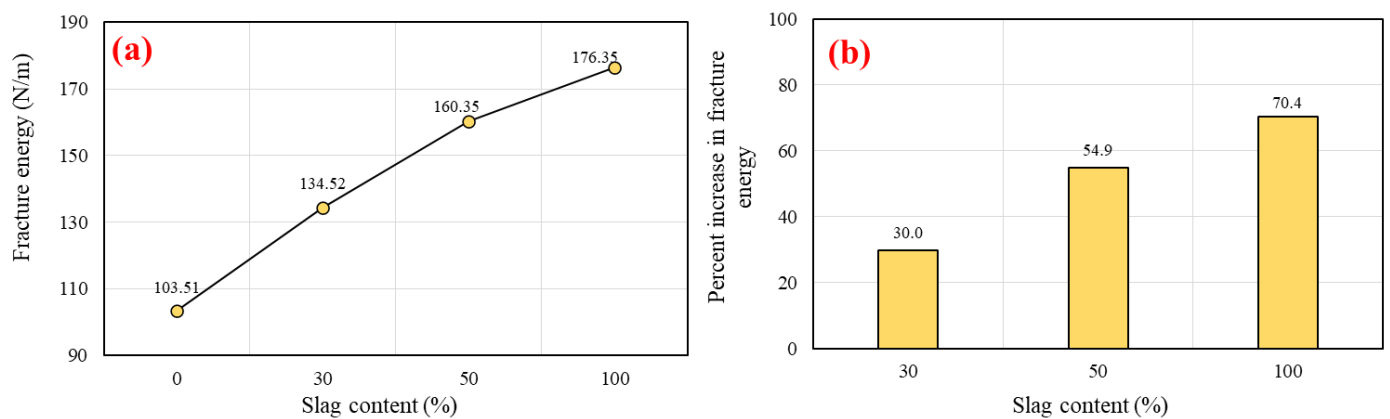 (a)
Fracture energy (N/m)
190
170
150
130
110
90
103.51
134.52
160.35
176.35
0 30 50 100
Slag content (%)
(b)
Percent increase in fracture
energy
100
80
60
40
20
0
30.0
54.9
70.4
30 50 100
Slag content (%)